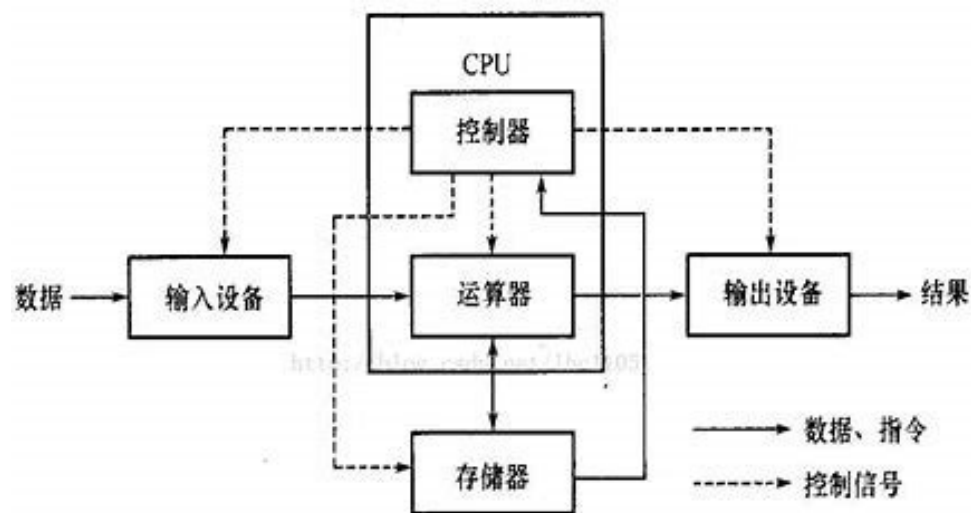 CPU
控制器
数据
输入设备
运算器
输出设备
结果
存储器
数据、指令
控制信号